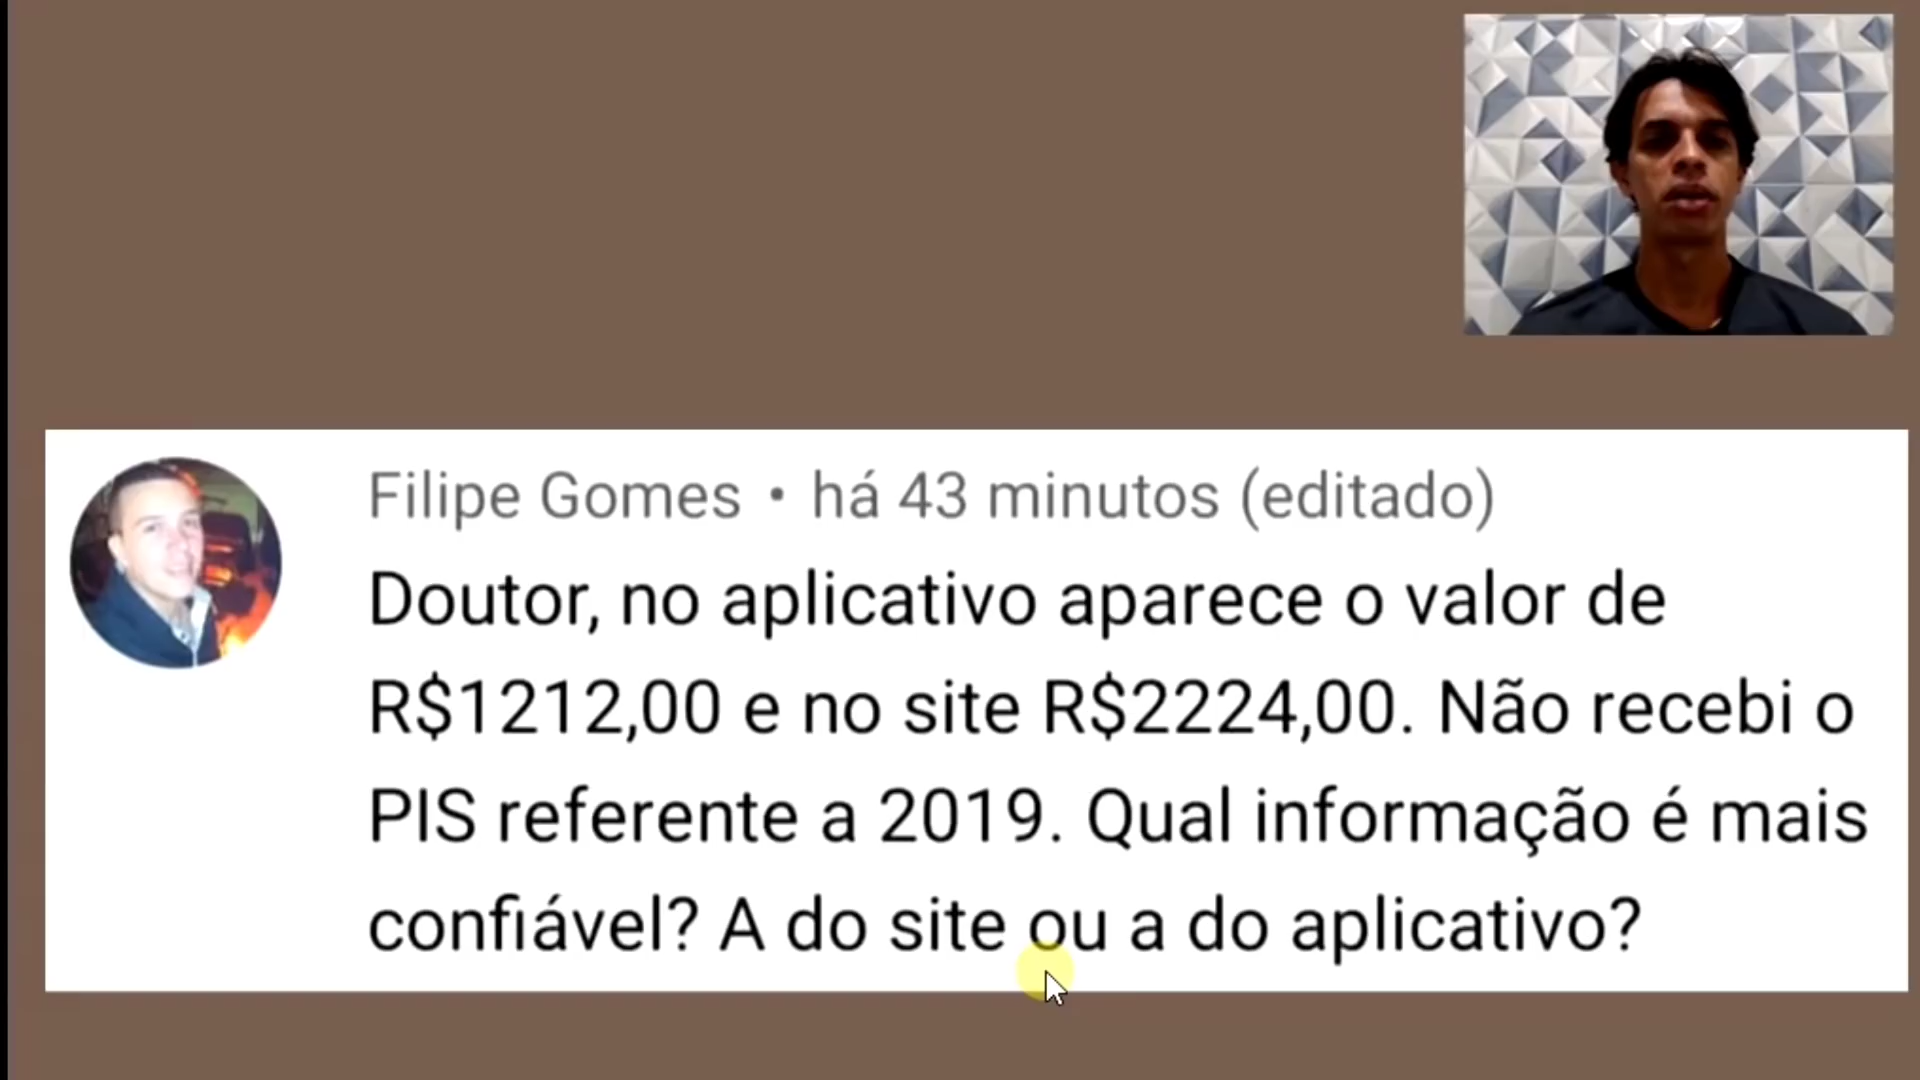 Filipe Gomes • há 43 minutos (editado)
Doutor, no aplicativo aparece o valor de
R$1212,00 e no site R$2224,00. Não recebi o
PIS referente a 2019. Qual informação é mais
confiável? A do site ou a do aplicativo?